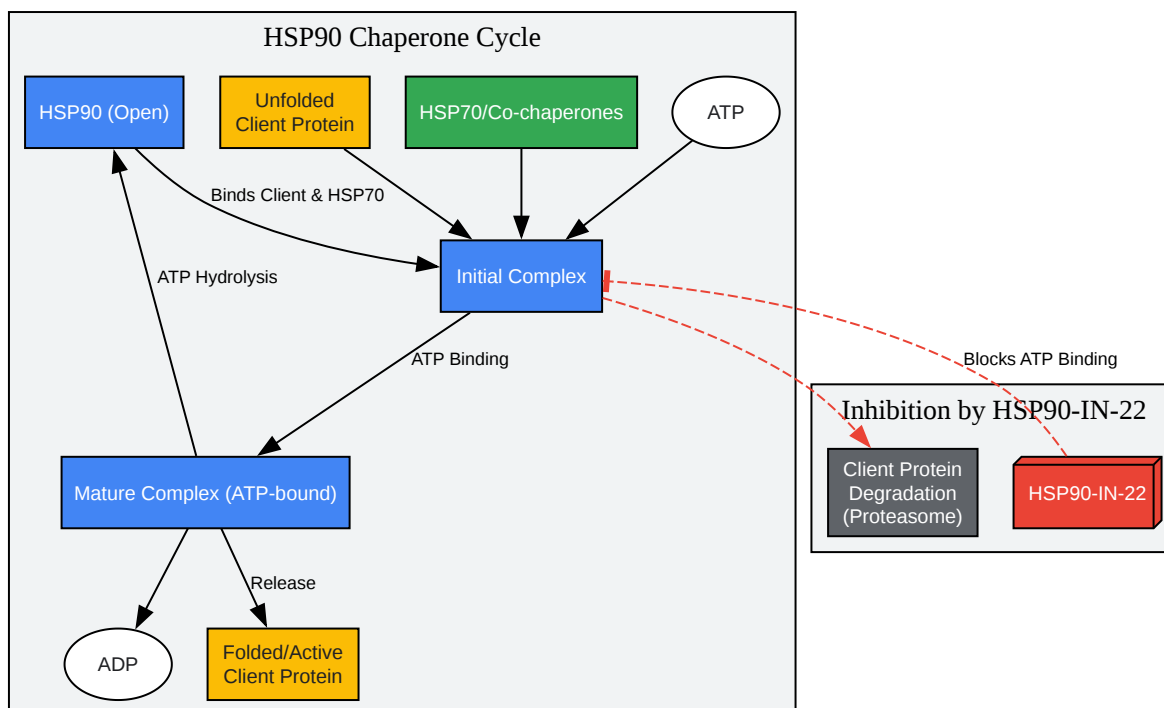 HSP90 Chaperone Cycle
HSP90 (Open)
Unfolded
Client Protein
HSP70/Co-chaperones
ATP
Binds Client & HSP70
ATP Hydrolysis
Initial Complex
ATP Binding
Blocks ATP Binding
Inhibition by HSP90-IN-22
Mature Complex (ATP-bound)
Client Protein
Degradation
(Proteasome)
HSP90-IN-22
Release
ADP
Folded/Active
Client Protein